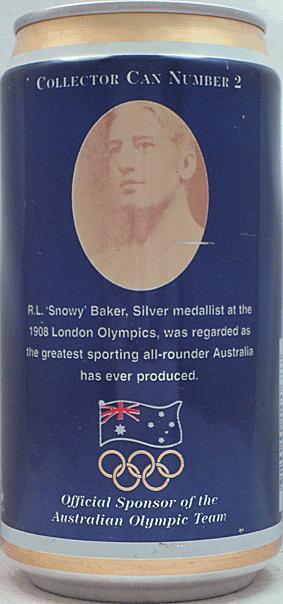 COLLECTOR CAN NUMBER 2
R.L. 'Snowy' Baker, Silver medallist at the
1908 London Olympics, was regarded as
the greatest sporting all-rounder Australia
has ever produced.
Official Sponsor of the
Australian Olympic Team